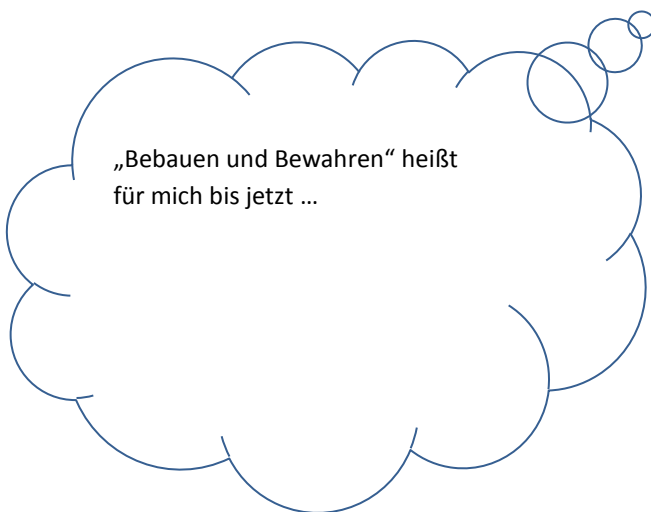 „Bebauen und Bewahren“ heißt
für mich bis jetzt …